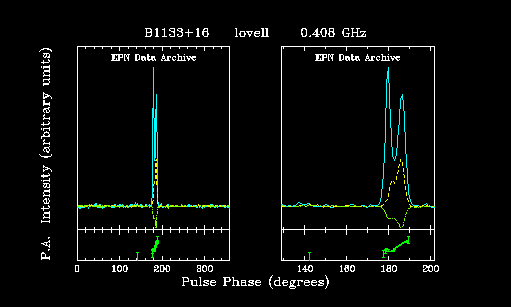 B1133+16 lovell 0.408 GHz
EPN Data Archive EPN Data Archive
P.A. Intensity (arbitrary units)
0 100 200 300 140 160 180 200
Pulse Phase (degrees)